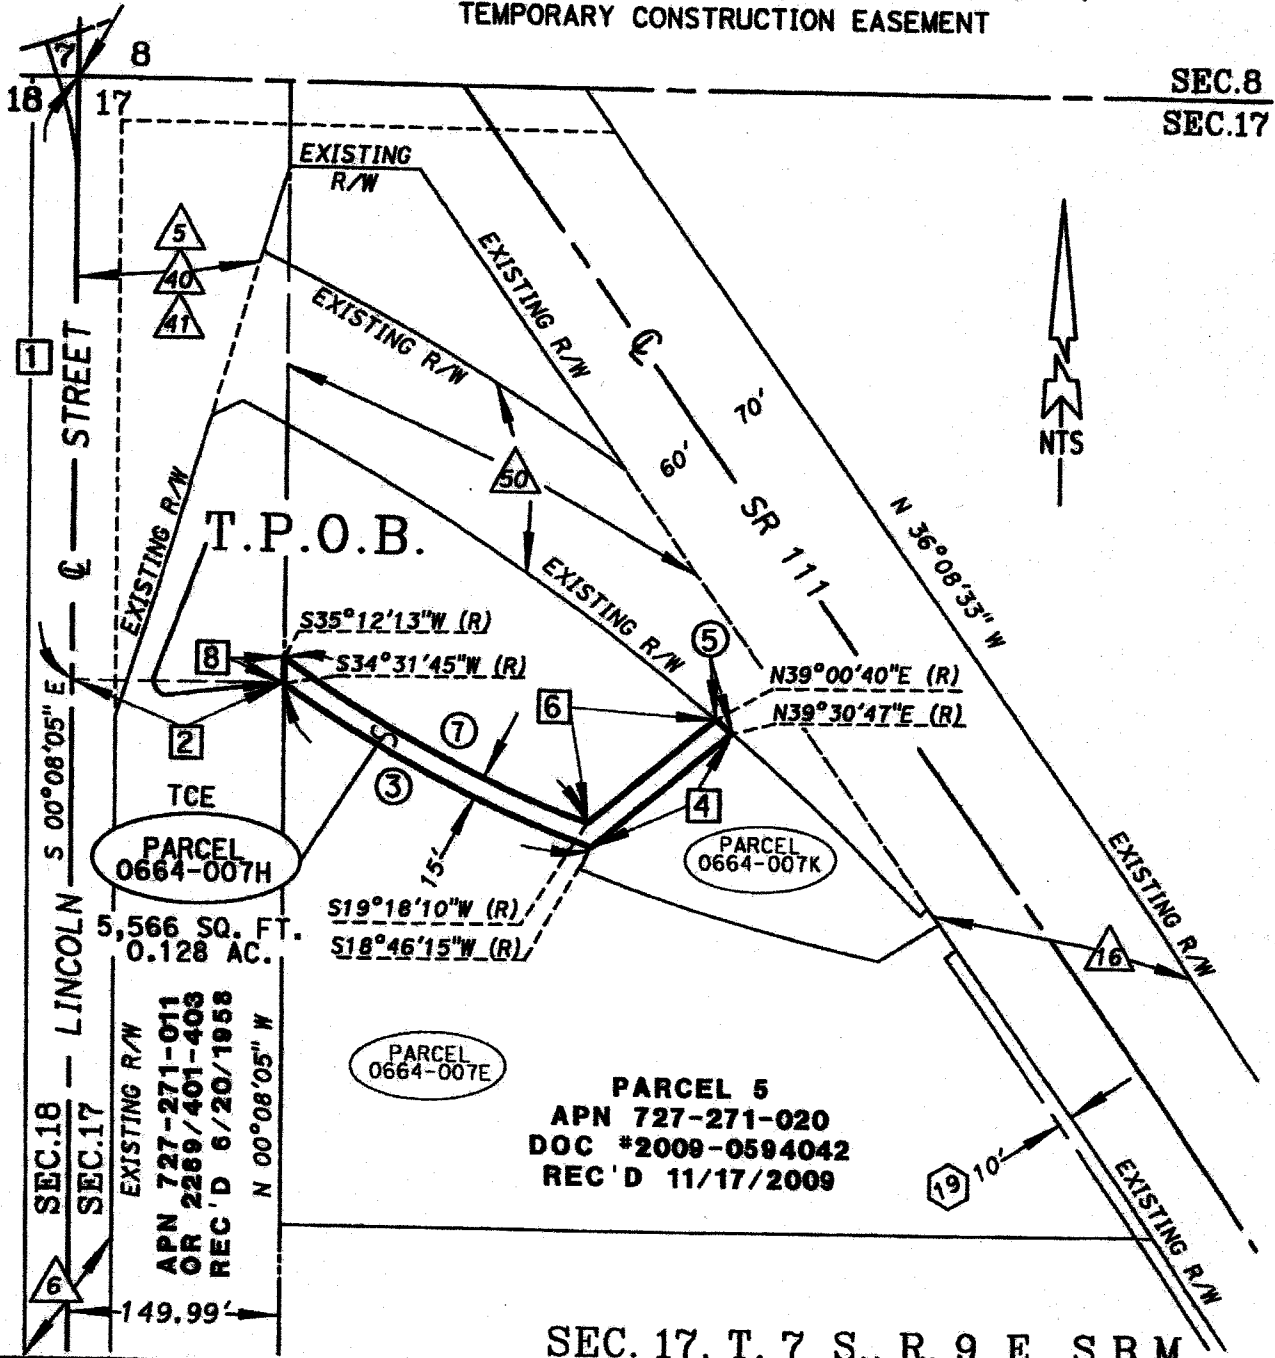 TEMPORARY CONSTRUCTION EASEMENT
7
8
18
17
SEC.8
SEC.17
EXISTING
R/W
5
40
41
EXISTING R/W
EXISTING R/W
1
STREET
℄
℄
70'
60'
NTS
50
SR 111
EXISTING R/W
T.P.O.B.
N 36°08'33" W
EXISTING R/W
S35°12'13"W (R)
8
S34°31'45"W (R)
5
N39°00'40"E (R)
N39°30'47"E (R)
6
7
2
3
4
S 00°08'05" E
TCE
PARCEL
0664-007H
15'
PARCEL
0664-007K
EXISTING R/W
5,566 SQ. FT.
0.128 AC.
S19°18'10"W (R)
S18°46'15"W (R)
16
LINCOLN
EXISTING R/W
APN 727-271-011
OR 2289/401-403
REC'D 6/20/1958
N 00°08'05" W
PARCEL
0664-007E
PARCEL 5
APN 727-271-020
DOC #2009-0594042
REC'D 11/17/2009
SEC.18
SEC.17
19
10'
EXISTING R/W
6
149.99'
SEC. 17, T. 7 S., R. 9 E., S.B.M.